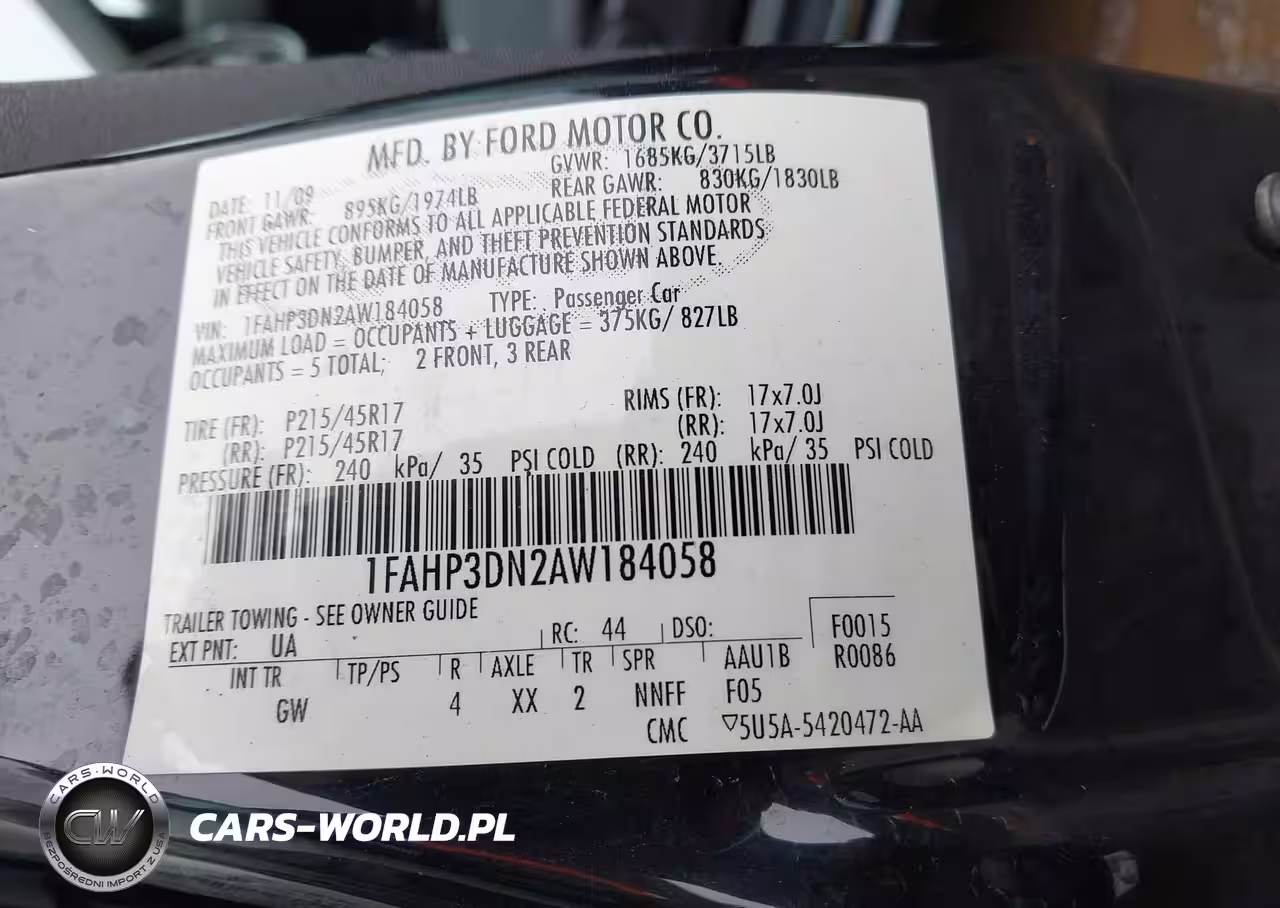 MFD. BY FORD MOTOR CO.
DATE: 11/09 GVWR: 1685KG/3715LB
FRONT GAWR: 895KG/1974LB REAR GAWR: 830KG/1830LB
THIS VEHICLE CONFORMS TO ALL APPLICABLE FEDERAL MOTOR
VEHICLE SAFETY, BUMPER, AND THEFT PREVENTION STANDARDS
IN EFFECT ON THE DATE OF MANUFACTURE SHOWN ABOVE.
VIN: 1FAHP3DN2AW184058 TYPE: Passenger Car
MAXIMUM LOAD = OCCUPANTS + LUGGAGE = 375KG/ 827LB
OCCUPANTS = 5 TOTAL; 2 FRONT, 3 REAR
TIRE (FR): P215/45R17 RIMS (FR): 17x7.0J
(RR): P215/45R17 (RR): 17x7.0J
PRESSURE (FR): 240 kPa/ 35 PSI COLD (RR): 240 kPa/ 35 PSI COLD
1FAHP3DN2AW184058
TRAILER TOWING - SEE OWNER GUIDE
EXT PNT: UA RC: 44 DSO: F0015
INT TR TP/PS R AXLE TR SPR AAU1B R0086
GW 4 XX 2 NNFF F05
CMC ▽5U5A-5420472-AA
CARS-WORLD
CW
BEZPOŚREDNI IMPORT Z USA
CARS-WORLD.PL